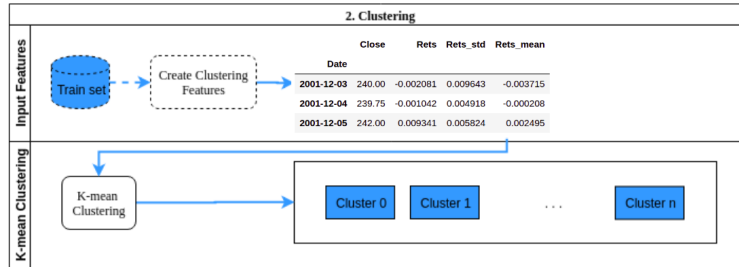 2. Clustering
Input Features
Train set
Create Clustering
Features
Close Rets Rets_std Rets_mean
Date
2001-12-03 240.00 -0.002081 0.009643 -0.003715
2001-12-04 239.75 -0.001042 0.004918 -0.000208
2001-12-05 242.00 0.009341 0.005824 0.002495
K-mean Clustering
K-mean
Clustering
Cluster 0
Cluster 1
. . .
Cluster n